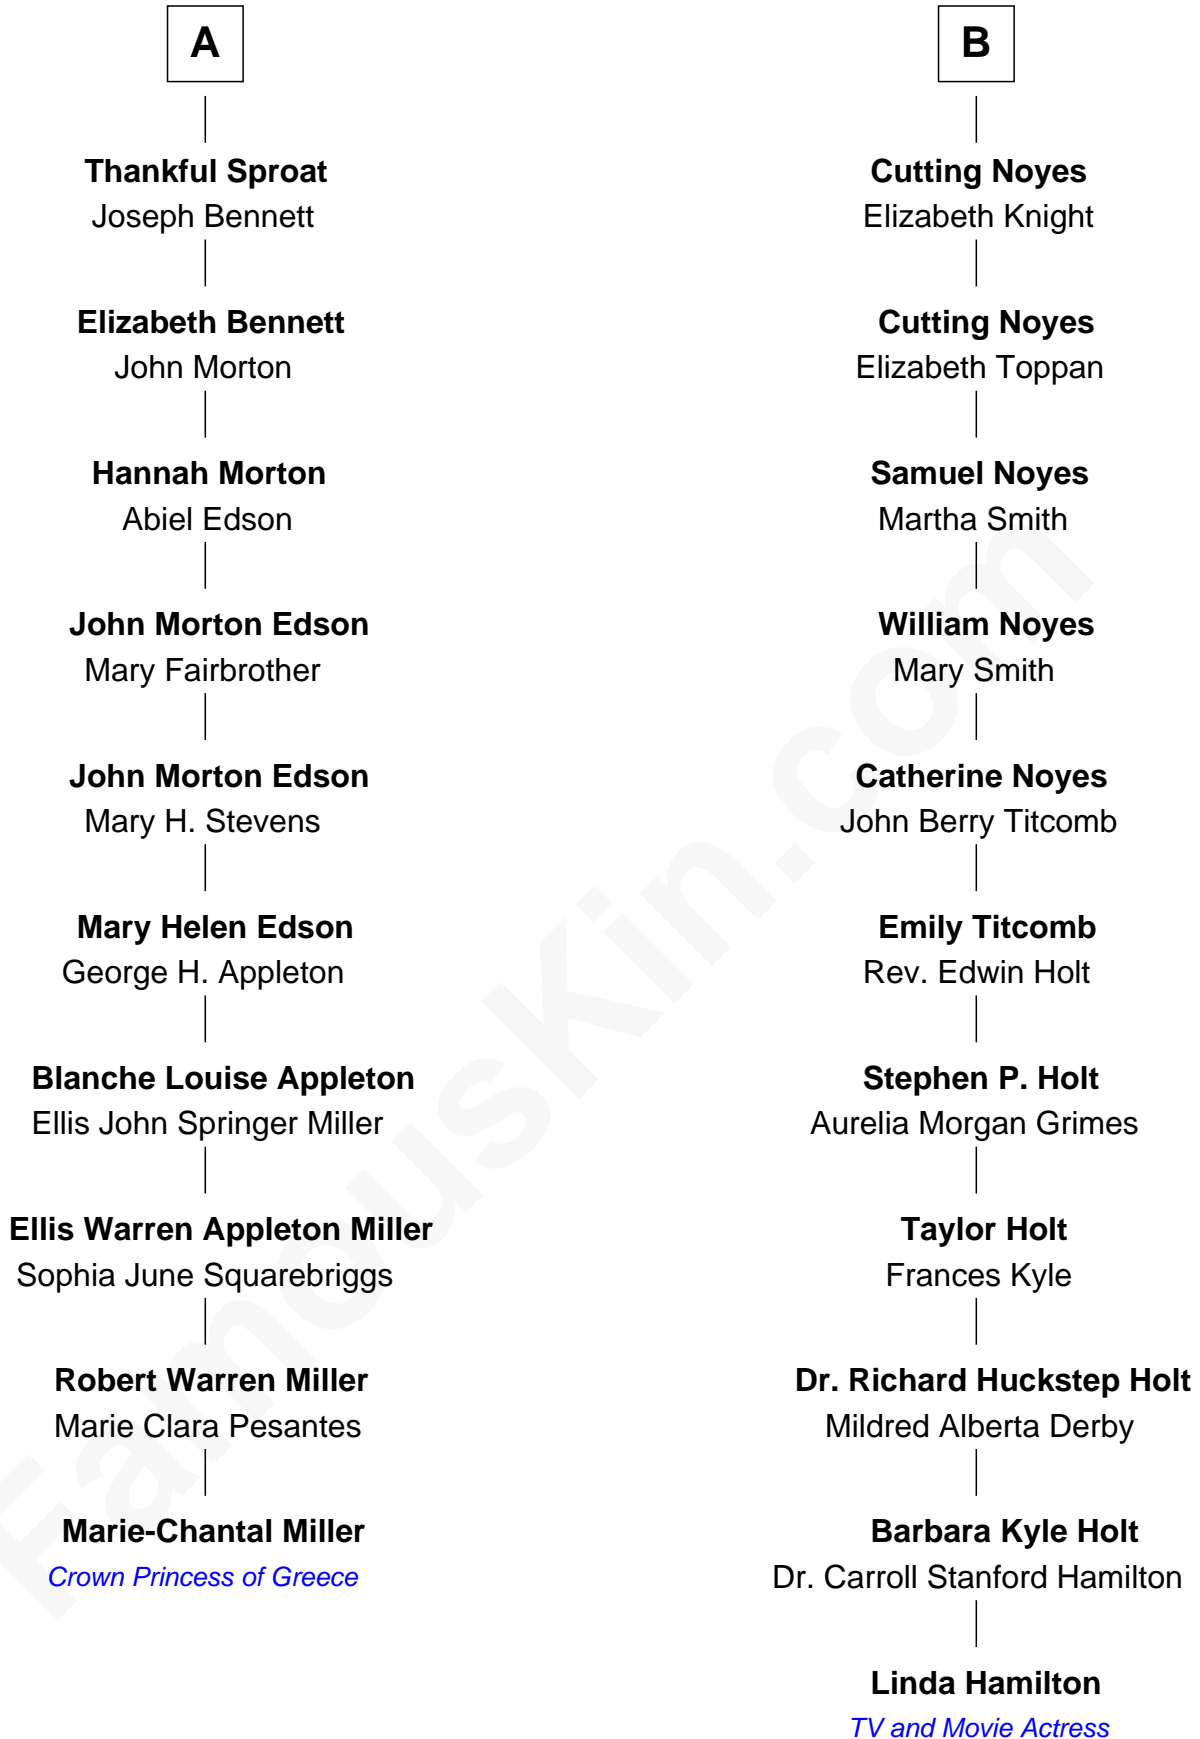 A
Thankful Sproat
Joseph Bennett
Elizabeth Bennett
John Morton
Hannah Morton
Abiel Edson
John Morton Edson
Mary Fairbrother
John Morton Edson
Mary H. Stevens
Mary Helen Edson
George H. Appleton
Blanche Louise Appleton
Ellis John Springer Miller
Ellis Warren Appleton Miller
Sophia June Squarebriggs
Robert Warren Miller
Marie Clara Pesantes
Marie-Chantal Miller
Crown Princess of Greece
B
Cutting Noyes
Elizabeth Knight
Cutting Noyes
Elizabeth Toppan
Samuel Noyes
Martha Smith
William Noyes
Mary Smith
Catherine Noyes
John Berry Titcomb
Emily Titcomb
Rev. Edwin Holt
Stephen P. Holt
Aurelia Morgan Grimes
Taylor Holt
Frances Kyle
Dr. Richard Huckstep Holt
Mildred Alberta Derby
Barbara Kyle Holt
Dr. Carroll Stanford Hamilton
Linda Hamilton
TV and Movie Actress
FamousKin.com